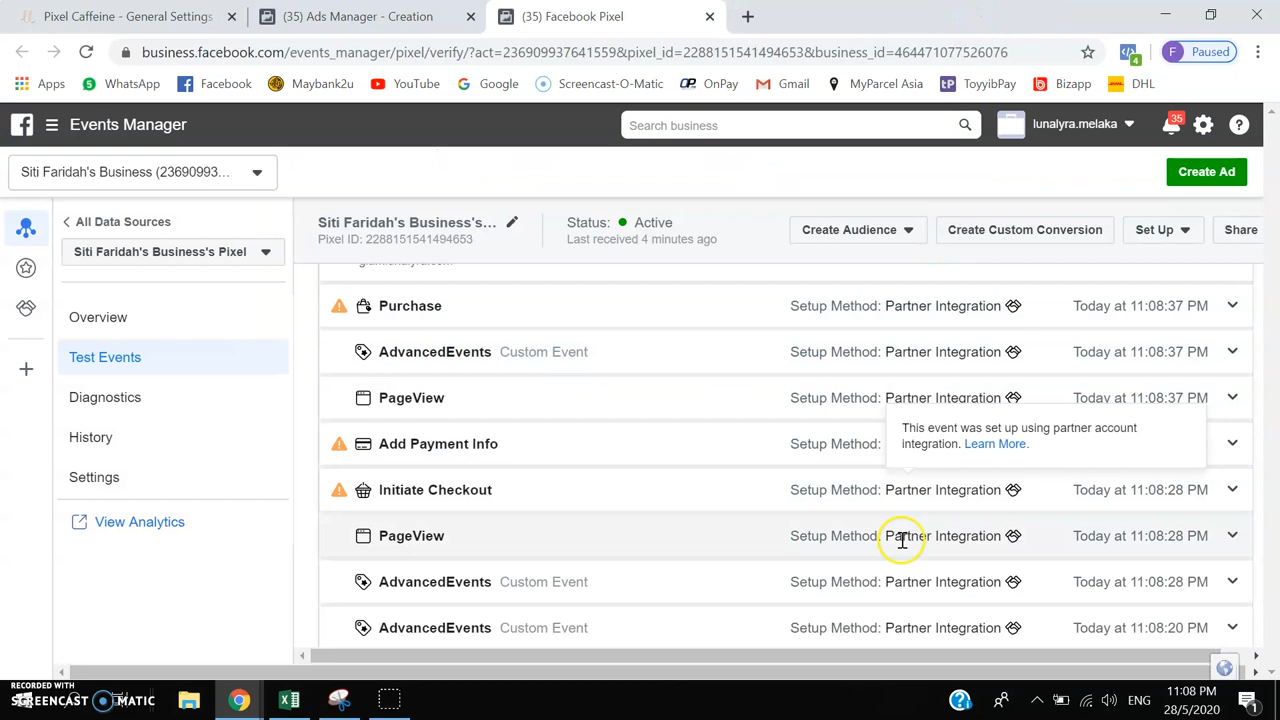 Pixel Caffeine - General Settings
(35) Ads Manager - Creation
(35) Facebook Pixel
business.facebook.com/events_manager/pixel/verify/?act=2369099376415598&pixel_id=2288151541494653&business_id=464471077526076
4
F Paused
Apps
WhatsApp
Facebook
Maybank2u
YouTube
Google
Screencast-O-Matic
OnPay
Gmail
MyParcel Asia
ToyyibPay
Bizapp
DHL
Events Manager
Search business
lunalyra.melaka
35
Siti Faridah's Business (23690993...
Create Ad
All Data Sources
Siti Faridah's Business's Pixel
Siti Faridah's Business's...
Pixel ID: 2288151541494653
Status: Active
Last received 4 minutes ago
Create Audience
Create Custom Conversion
Set Up
Share
Overview
Test Events
Diagnostics
History
Settings
View Analytics
Purchase Setup Method: Partner Integration Today at 11:08:37 PM
AdvancedEvents Custom Event Setup Method: Partner Integration Today at 11:08:37 PM
PageView Setup Method: Partner Integration Today at 11:08:37 PM
This event was set up using partner account
integration. Learn More.
Add Payment Info Setup Method: Today at 11:08:28 PM
Initiate Checkout Setup Method: Partner Integration Today at 11:08:28 PM
PageView Setup Method: Partner Integration Today at 11:08:28 PM
AdvancedEvents Custom Event Setup Method: Partner Integration Today at 11:08:28 PM
AdvancedEvents Custom Event Setup Method: Partner Integration Today at 11:08:20 PM
RECORDED WITH
SCREENCAST MATIC
ENG
11:08 PM
28/5/2020
1